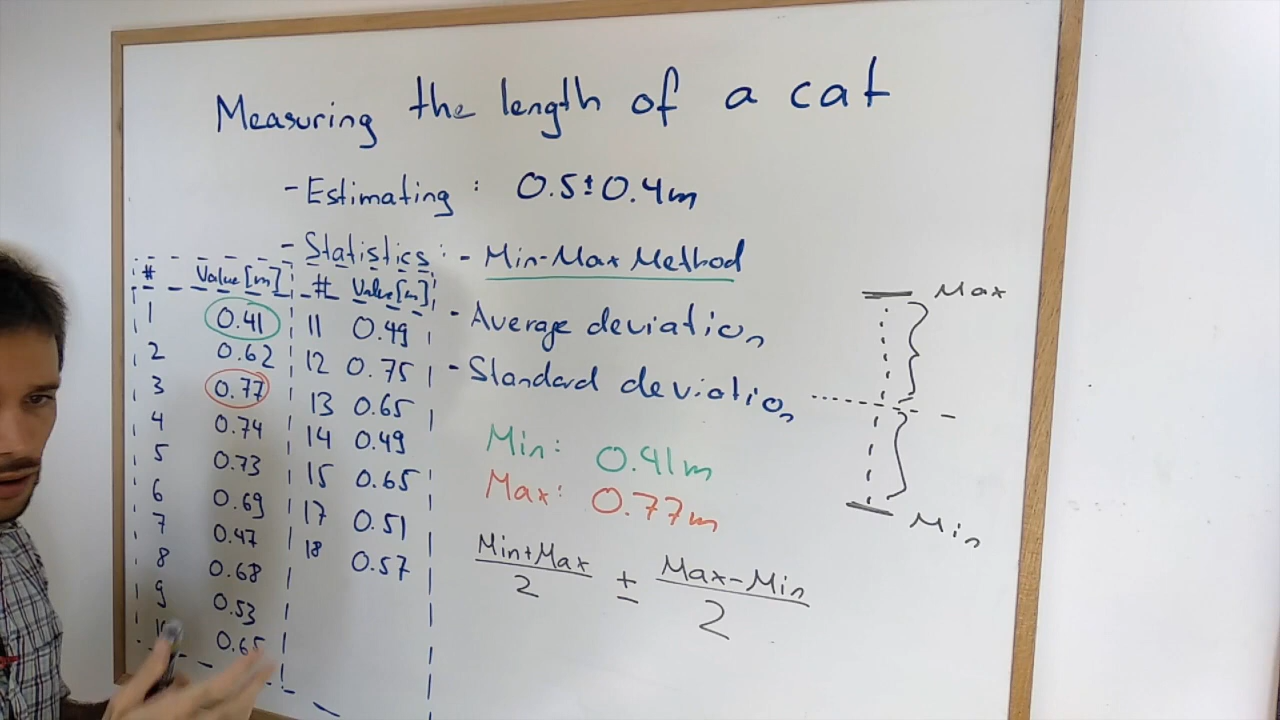 Measuring the length of a cat
- Estimating : 0.5±0.4m
- Statistics: - Min-Max Method
- Average deviation
- Standard deviation
# Value[m] # Value[m]
1 0.41 11 0.49
2 0.62 12 0.75
3 0.77 13 0.65
4 0.74 14 0.49
5 0.73 15 0.65
6 0.69 17 0.51
7 0.47 18 0.57
8 0.68
9 0.53
0.65
Min: 0.41m
Max: 0.77m
Min+Max/2 ± Max-Min/2
Max
Min